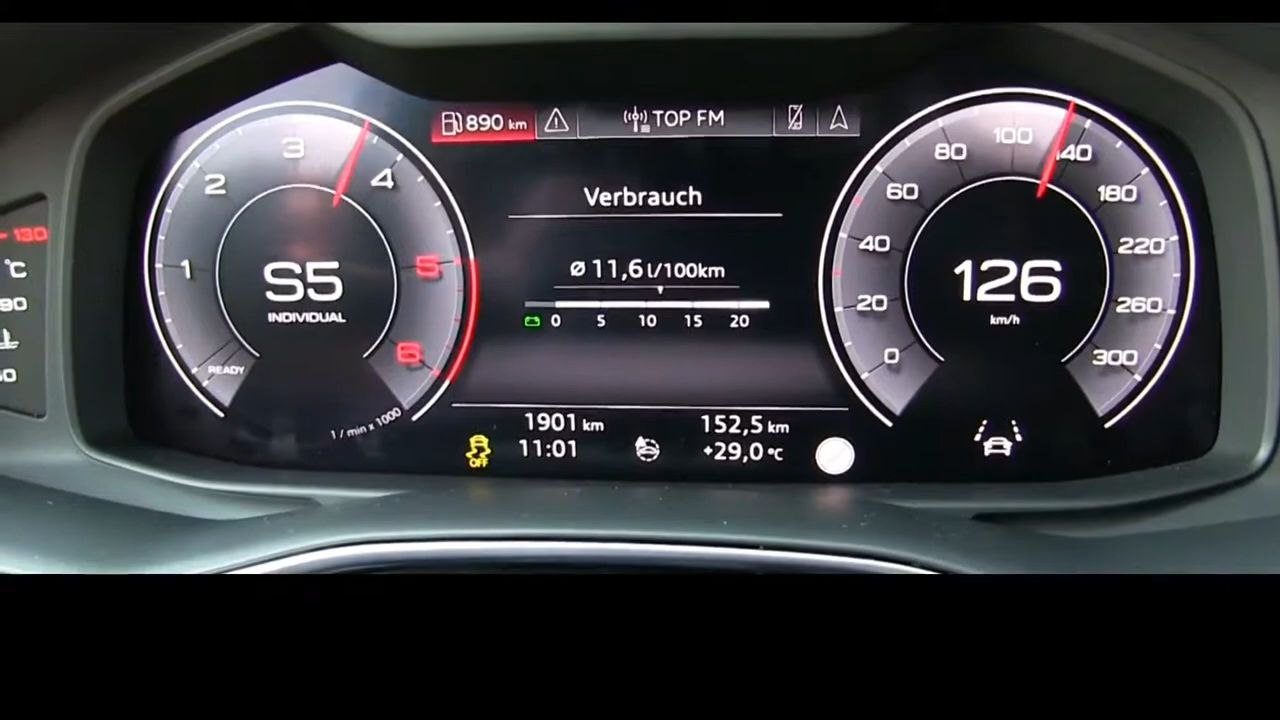 890 km
TOP FM
Verbrauch
Ø 11,6 l/100km
0 5 10 15 20
1901 km
152,5 km
11:01
+29,0 °C
OFF
1 2 3 4 5 6
S5
INDIVIDUAL
READY
1 / min x 1000
0 20 40 60 80 100 140 180 220 260 300
126
km/h
130
°C
90